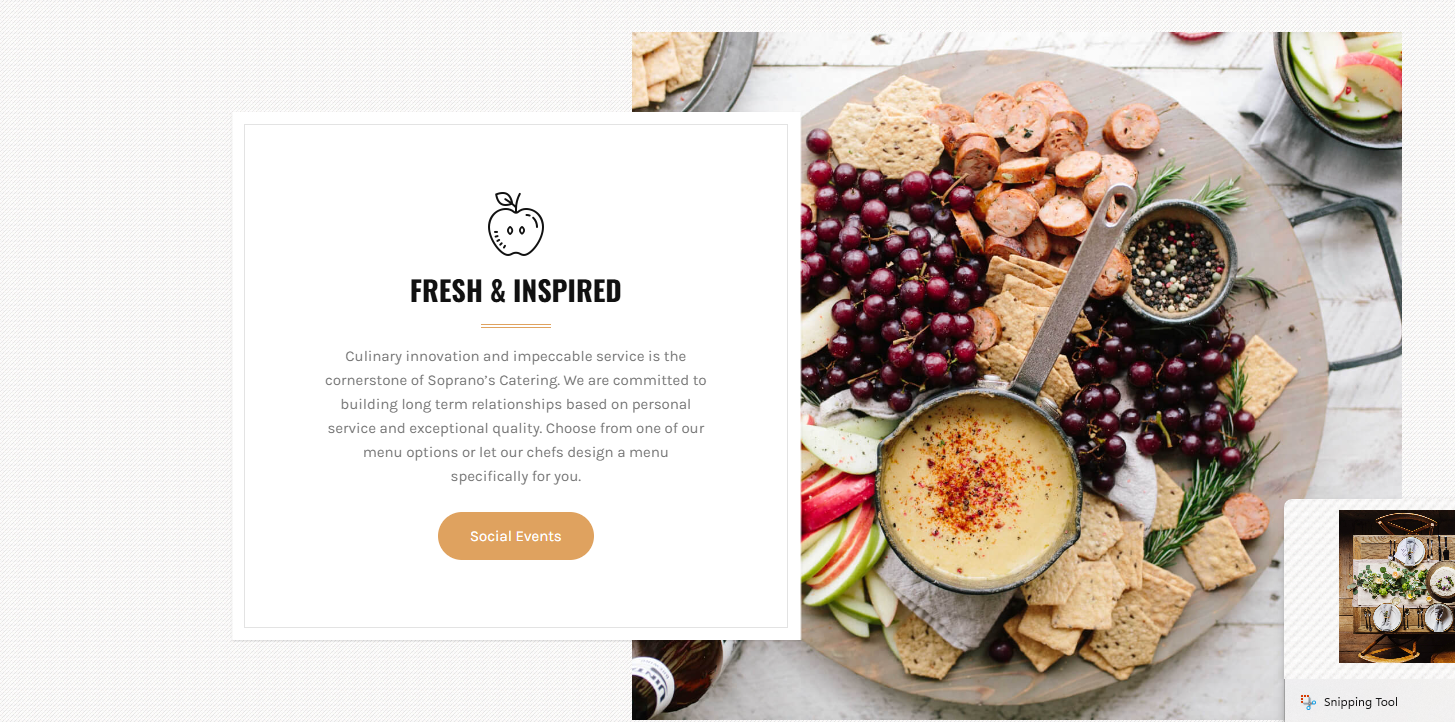 FRESH & INSPIRED
Culinary innovation and impeccable service is the
cornerstone of Soprano’s Catering. We are committed to
building long term relationships based on personal
service and exceptional quality. Choose from one of our
menu options or let our chefs design a menu
specifically for you.
Social Events
Snipping Tool